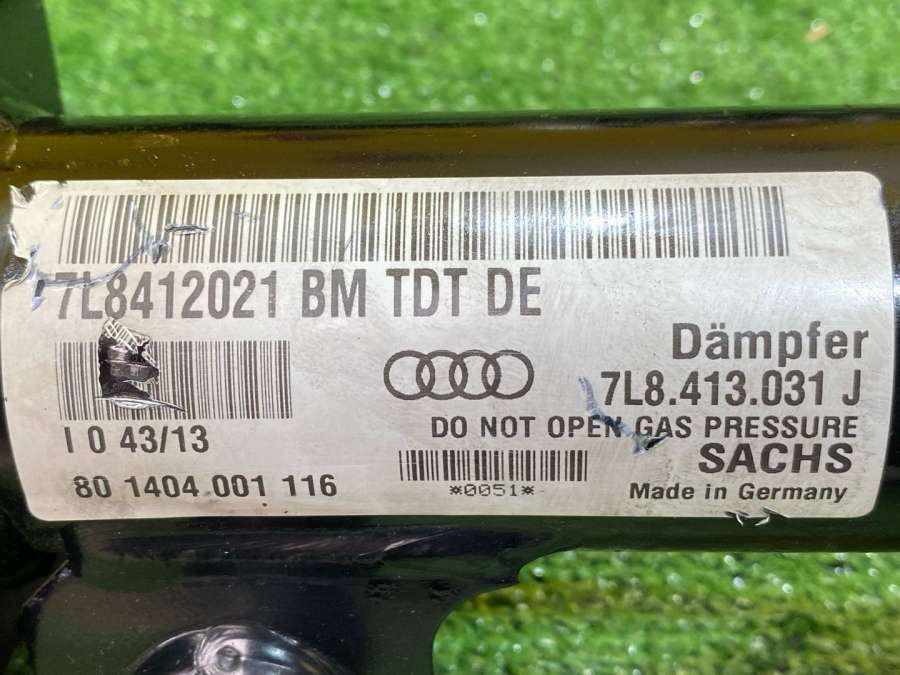 7L8412021 BM TDT DE
Dämpfer
7L8.413.031 J
I 0 43/13
DO NOT OPEN GAS PRESSURE
SACHS
80 1404 001 116
*0051*
Made in Germany